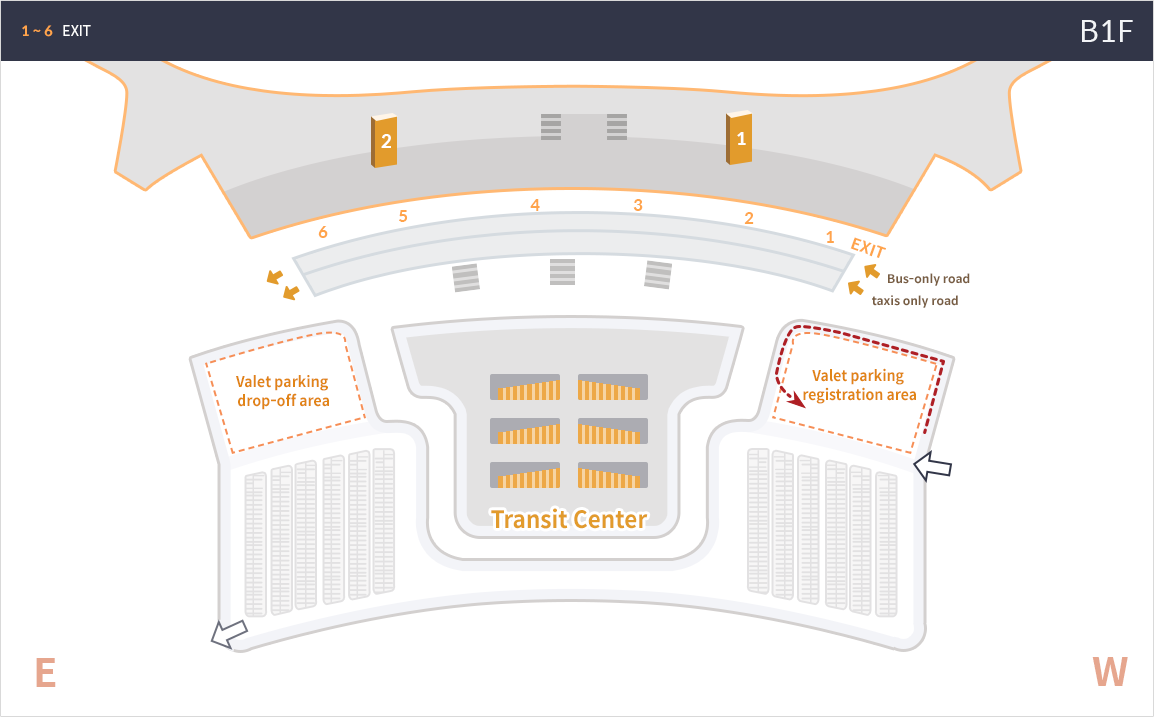 1 ~ 6 EXIT
B1F
2
1
6
5
4
3
2
1
EXIT
Bus-only road
taxis only road
Valet parking
drop-off area
Valet parking
registration area
Transit Center
E
W